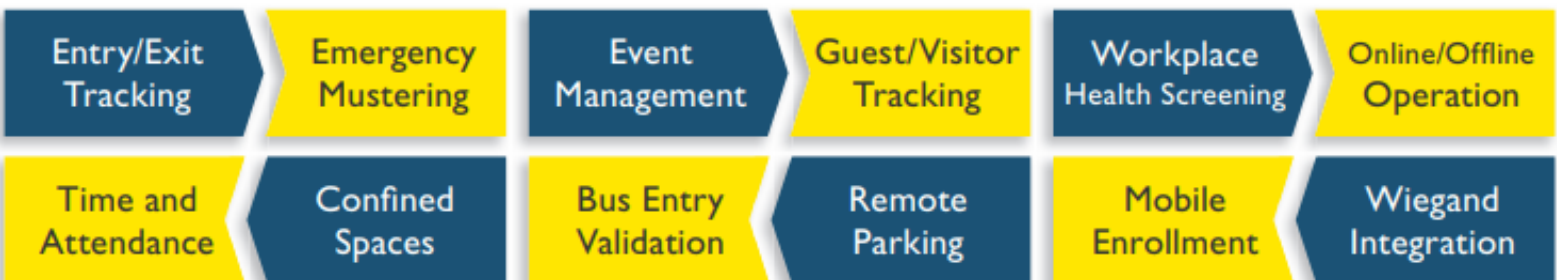 Entry/Exit
Tracking
Emergency
Mustering
Event
Management
Guest/Visitor
Tracking
Workplace
Health Screening
Online/Offline
Operation
Time and
Attendance
Confined
Spaces
Bus Entry
Validation
Remote
Parking
Mobile
Enrollment
Wiegand
Integration